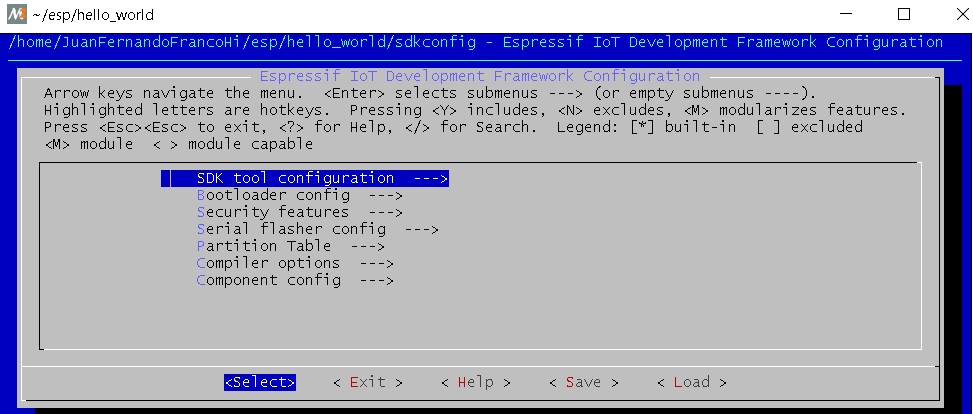 ~/esp/hello_world
/home/JuanFernandoFrancoHi/esp/hello_world/sdkconfig - Espressif IoT Development Framework Configuration
Espressif IoT Development Framework Configuration
Arrow keys navigate the menu.  <Enter> selects submenus ---> (or empty submenus ----).
Highlighted letters are hotkeys.  Pressing <Y> includes, <N> excludes, <M> modularizes features.
Press <Esc><Esc> to exit, <?> for Help, </> for Search.  Legend: [*] built-in  [ ] excluded
<M> module  < > module capable
SDK tool configuration  --->
Bootloader config  --->
Security features  --->
Serial flasher config  --->
Partition Table  --->
Compiler options  --->
Component config  --->
<Select>    < Exit >    < Help >    < Save >    < Load >